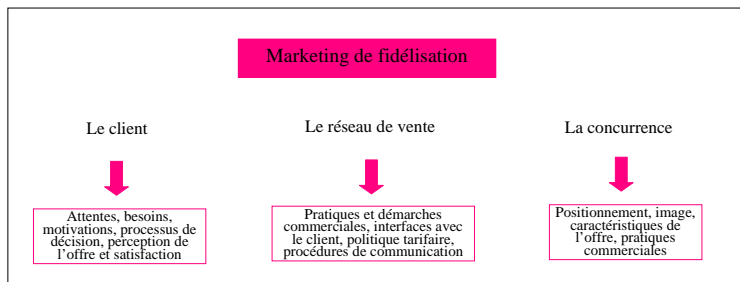 Marketing de fidélisation
Le client
Le réseau de vente
La concurrence
Attentes, besoins,
motivations, processus de
décision, perception de
l’offre et satisfaction
Pratiques et démarches
commerciales, interfaces avec
le client, politique tarifaire,
procédures de communication
Positionnement, image,
caractéristiques de
l’offre, pratiques
commerciales